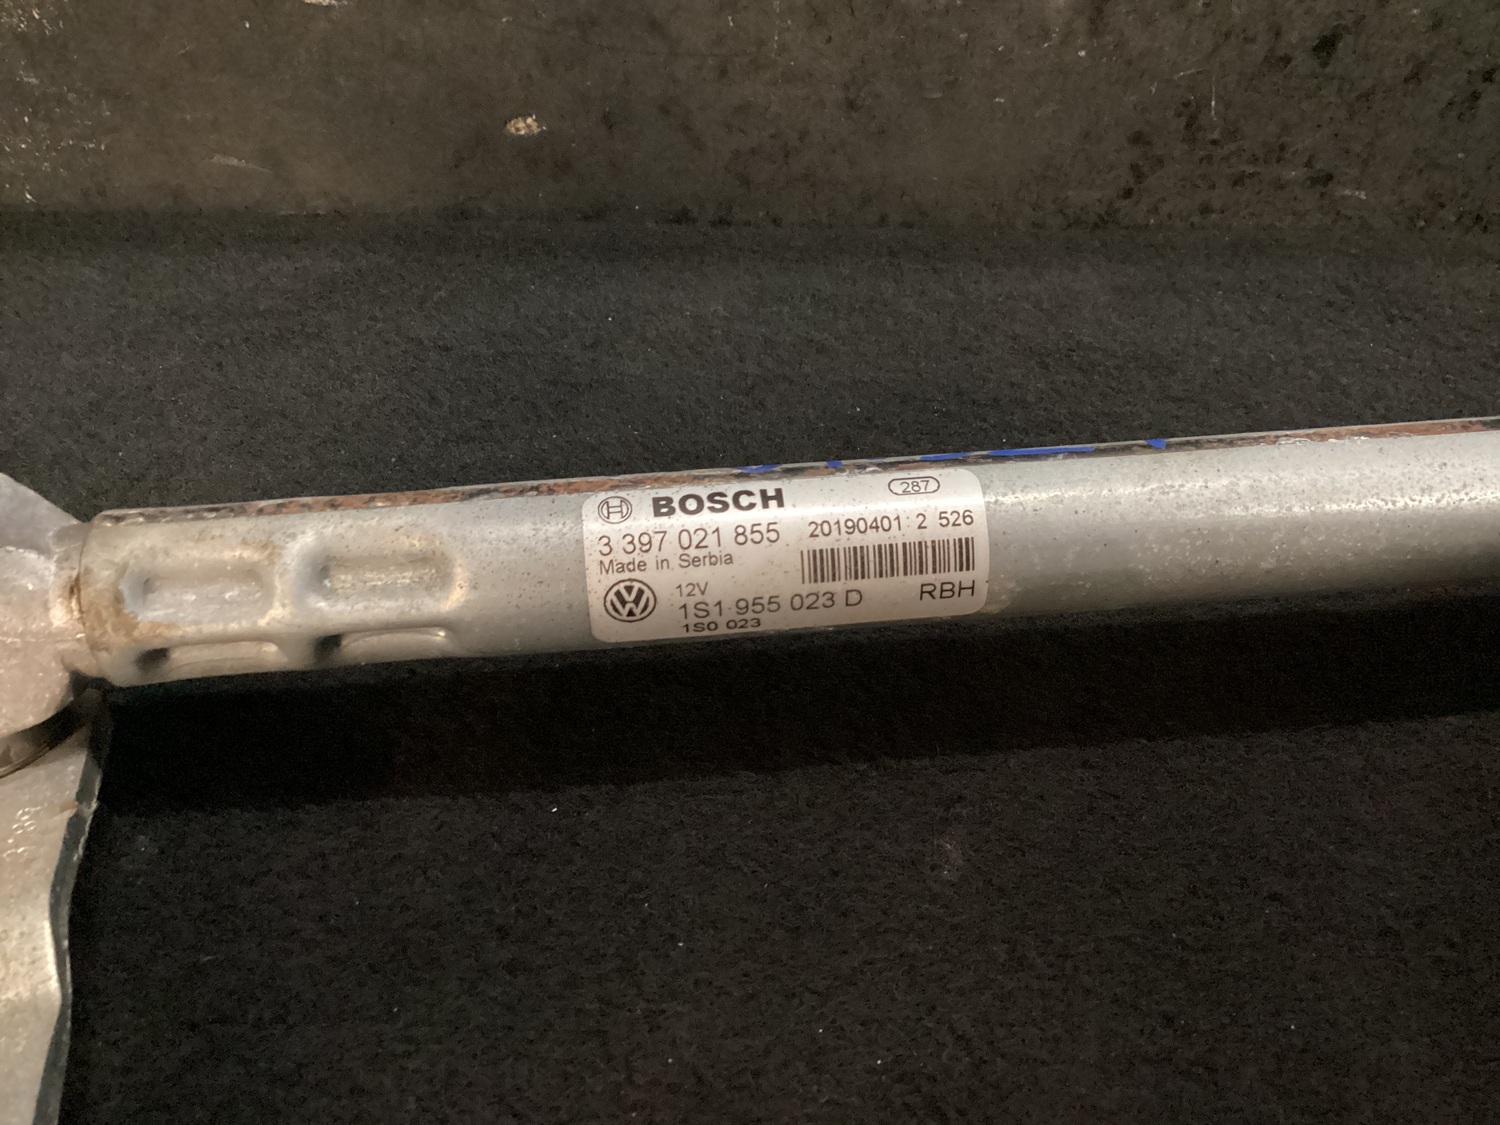 BOSCH
287
3 397 021 855
20190401 2 526
Made in Serbia
12V
1S1 955 023 D
RBH
1S0 023